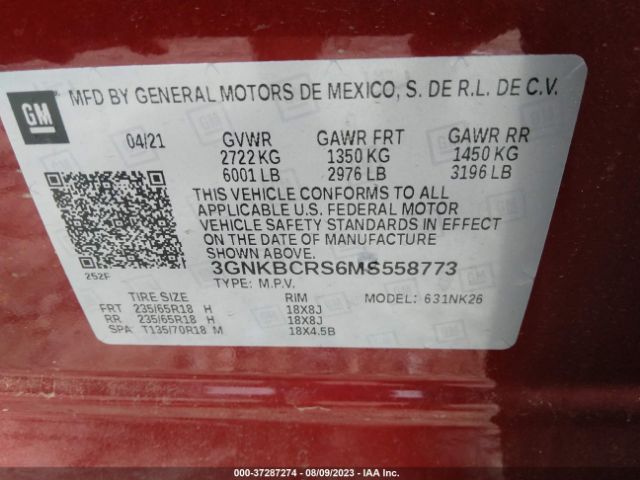 GM
MFD BY GENERAL MOTORS DE MEXICO, S. DE R.L. DE C.V.
04/21 GVWR GAWR FRT GAWR RR
2722 KG 1350 KG 1450 KG
6001 LB 2976 LB 3196 LB
THIS VEHICLE CONFORMS TO ALL
APPLICABLE U.S. FEDERAL MOTOR
VEHICLE SAFETY STANDARDS IN EFFECT
ON THE DATE OF MANUFACTURE SHOWN ABOVE.
252F
3GNKBCRS6MS558773
TYPE: M.P.V.
TIRE SIZE RIM MODEL: 631NK26
FRT 235/65R18 H 18X8J
RR 235/65R18 H 18X8J
SPA T135/70R18 M 18X4.5B
000-37287274 - 08/09/2023 - IAA Inc.